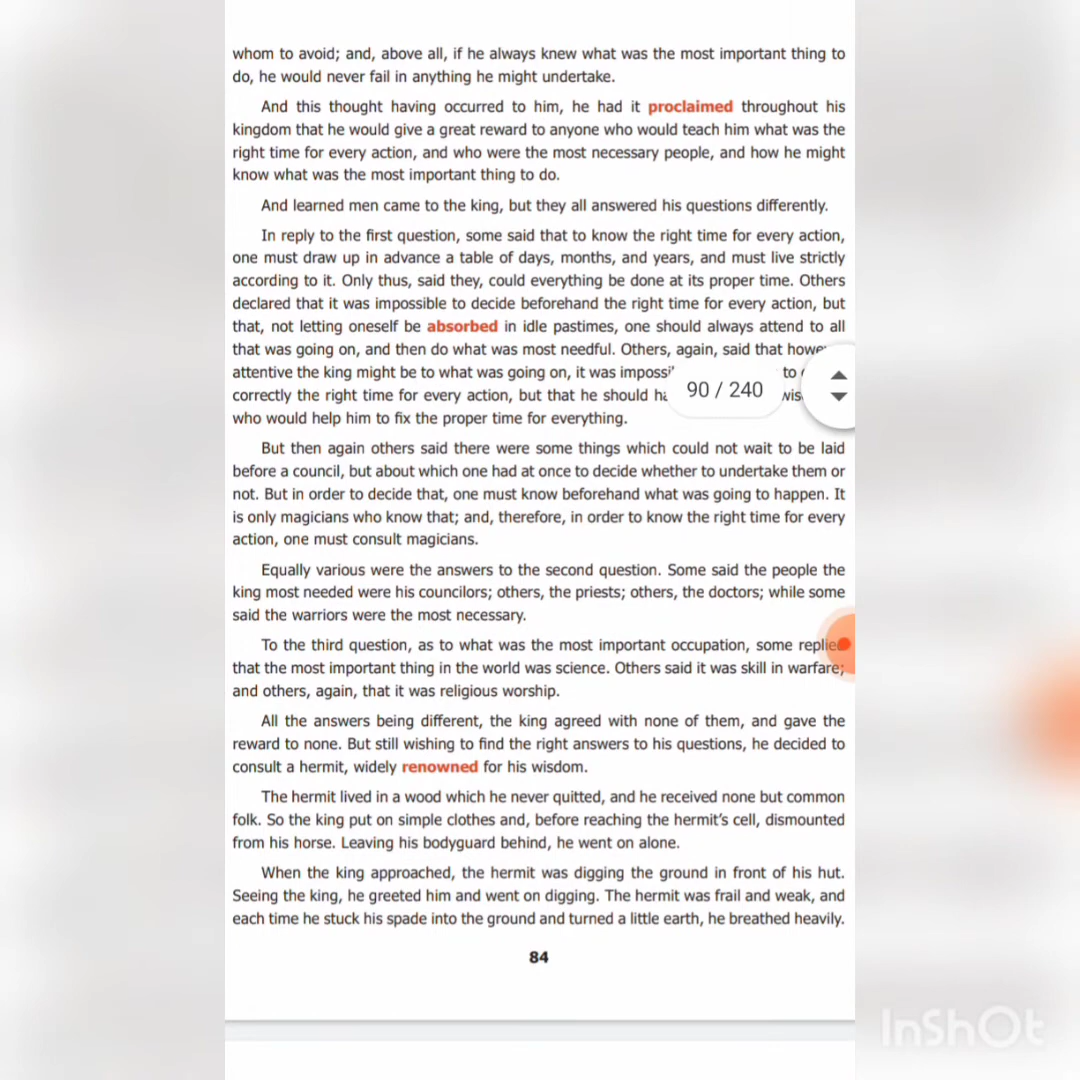 whom to avoid; and, above all, if he always knew what was the most important thing to
do, he would never fail in anything he might undertake.
And this thought having occurred to him, he had it proclaimed throughout his
kingdom that he would give a great reward to anyone who would teach him what was the
right time for every action, and who were the most necessary people, and how he might
know what was the most important thing to do.
And learned men came to the king, but they all answered his questions differently.
In reply to the first question, some said that to know the right time for every action,
one must draw up in advance a table of days, months, and years, and must live strictly
according to it. Only thus, said they, could everything be done at its proper time. Others
declared that it was impossible to decide beforehand the right time for every action, but
that, not letting oneself be absorbed in idle pastimes, one should always attend to all
that was going on, and then do what was most needful. Others, again, said that
attentive the king might be to what was going on, it was to
correctly the right time for every action, but that he should
90 / 240
who would help him to fix the proper time for everything.
But then again others said there were some things which could not wait to be laid
before a council, but about which one had at once to decide whether to undertake them or
not. But in order to decide that, one must know beforehand what was going to happen. It
is only magicians who know that; and, therefore, in order to know the right time for every
action, one must consult magicians.
Equally various were the answers to the second question. Some said the people the
king most needed were his councilors; others, the priests; others, the doctors; while some
said the warriors were the most necessary.
To the third question, as to what was the most important occupation, some
that the most important thing in the world was science. Others said it was skill in warfare;
and others, again, that it was religious worship.
All the answers being different, the king agreed with none of them, and gave the
reward to none. But still wishing to find the right answers to his questions, he decided to
consult a hermit, widely renowned for his wisdom.
The hermit lived in a wood which he never quitted, and he received none but common
folk. So the king put on simple clothes and, before reaching the hermit's cell, dismounted
from his horse. Leaving his bodyguard behind, he went on alone.
When the king approached, the hermit was digging the ground in front of his hut.
Seeing the king, he greeted him and went on digging. The hermit was frail and weak, and
each time he stuck his spade into the ground and turned a little earth, he breathed heavily.
84
InShOt